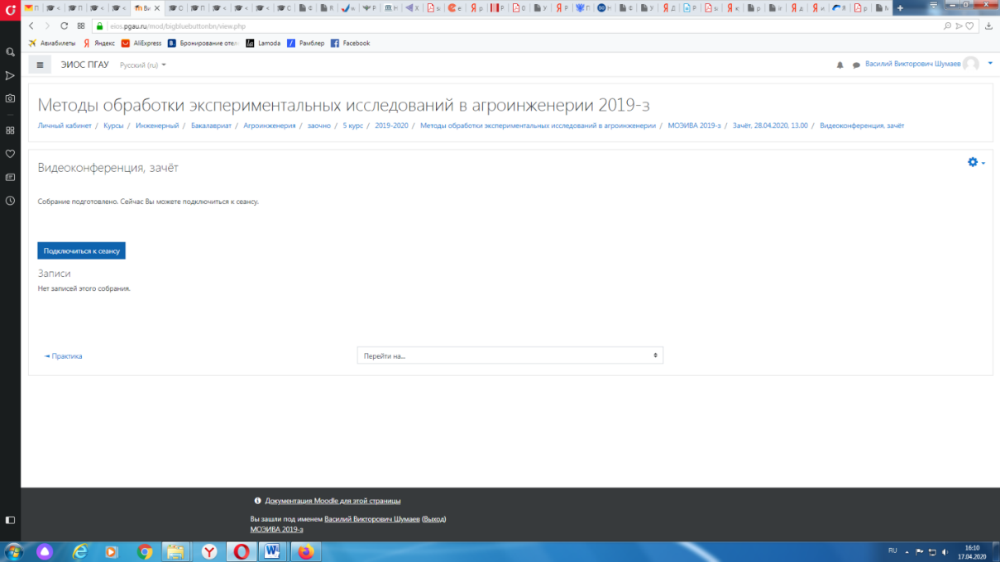 eios.pgau.ru/mod/bigbluebuttonbn/view.php
Авиабилеты Яндекс AliExpress Бронирование отел Lamoda Рамблер Facebook
ЭИОС ПГАУ Русский (ru)
Василий Викторович Шумаев
Методы обработки экспериментальных исследований в агроинженерии 2019-з
Личный кабинет / Курсы / Инженерный / Бакалавриат / Агроинженерия / заочно / 5 курс / 2019-2020 / Методы обработки экспериментальных исследований в агроинженерии / МОЭИВА 2019-з / Зачёт. 28.04.2020, 13.00 / Видеоконференция, зачёт
Видеоконференция, зачёт
Собрание подготовлено. Сейчас Вы можете подключиться к сеансу.
Подключиться к сеансу
Записи
Нет записей этого собрания.
◄ Практика
Перейти на...
Документация Moodle для этой страницы
Вы зашли под именем Василий Викторович Шумаев (Выход)
МОЭИВА 2019-з
RU
16:10
17.04.2020